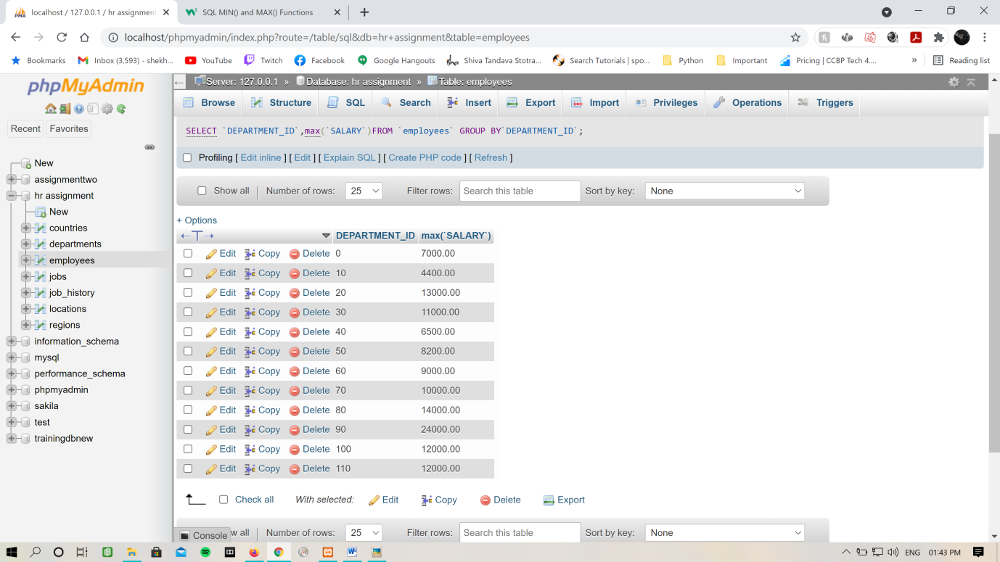 localhost / 127.0.0.1 / hr assignment
SQL MIN() and MAX() Functions
localhost/phpmyadmin/index.php?route=/table/sql&db=hr+assignment&table=employees
Bookmarks Inbox (3,593) - shekh... YouTube Twitch Facebook Google Hangouts Shiva Tandava Stotra... Search Tutorials | spo... Python Important Pricing | CCBP Tech 4.... » Reading list
phpMyAdmin
Recent Favorites
New
assignmenttwo
hr assignment
New
countries
departments
employees
jobs
job_history
locations
regions
information_schema
mysql
performance_schema
phpmyadmin
sakila
test
trainingdbnew
Server: 127.0.0.1 » Database: hr assignment » Table: employees
Browse Structure SQL Search Insert Export Import Privileges Operations Triggers
SELECT `DEPARTMENT_ID`,max(`SALARY`)FROM `employees` GROUP BY`DEPARTMENT_ID`;
Profiling [ Edit inline ] [ Edit ] [ Explain SQL ] [ Create PHP code ] [ Refresh ]
Show all | Number of rows: 25 Filter rows: Search this table Sort by key: None
+ Options
DEPARTMENT_ID max(`SALARY`)
Edit Copy Delete 0 7000.00
Edit Copy Delete 10 4400.00
Edit Copy Delete 20 13000.00
Edit Copy Delete 30 11000.00
Edit Copy Delete 40 6500.00
Edit Copy Delete 50 8200.00
Edit Copy Delete 60 9000.00
Edit Copy Delete 70 10000.00
Edit Copy Delete 80 14000.00
Edit Copy Delete 90 24000.00
Edit Copy Delete 100 12000.00
Edit Copy Delete 110 12000.00
Check all With selected: Edit Copy Delete Export
Console w all | Number of rows: 25 Filter rows: Search this table Sort by key: None
ENG 01:43 PM